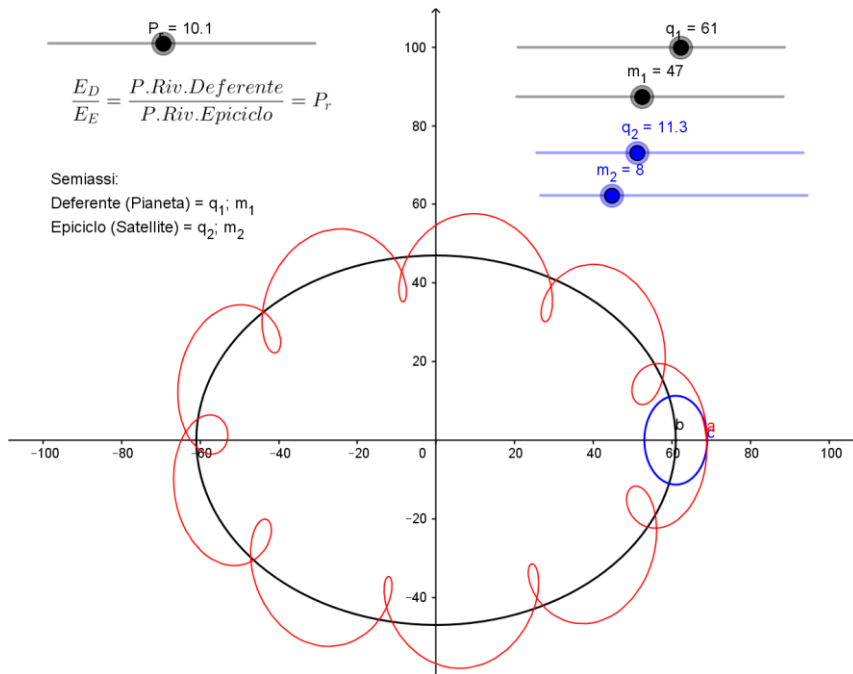 P_r = 10.1
q_1 = 61
m_1 = 47
q_2 = 11.3
m_2 = 8
E_D/E_E = P.Riv.Deferente/P.Riv.Epiciclo = P_r
Semiassi:
Deferente (Pianeta) = q_1; m_1
Epiciclo (Satellite) = q_2; m_2
100
80
60
40
20
−20
−40
−100 −80 −60 −40 −20 0 20 40 60 80 100
b
a
c